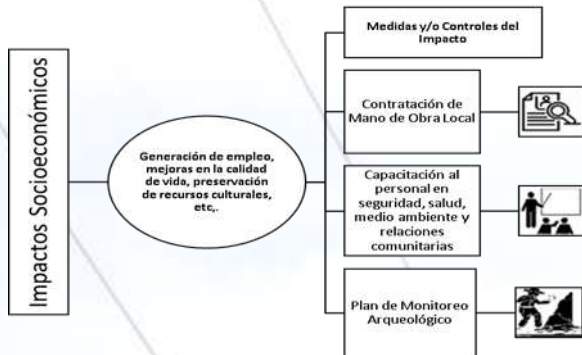 Impactos Socioeconómicos
Generación de empleo,
mejoras en la calidad
de vida, preservación
de recursos culturales,
etc,.
Medidas y/o Controles del
Impacto
Contratación de
Mano de Obra Local
Capacitación al
personal en
seguridad, salud,
medio ambiente y
relaciones
comunitarias
Plan de Monitoreo
Arqueológico